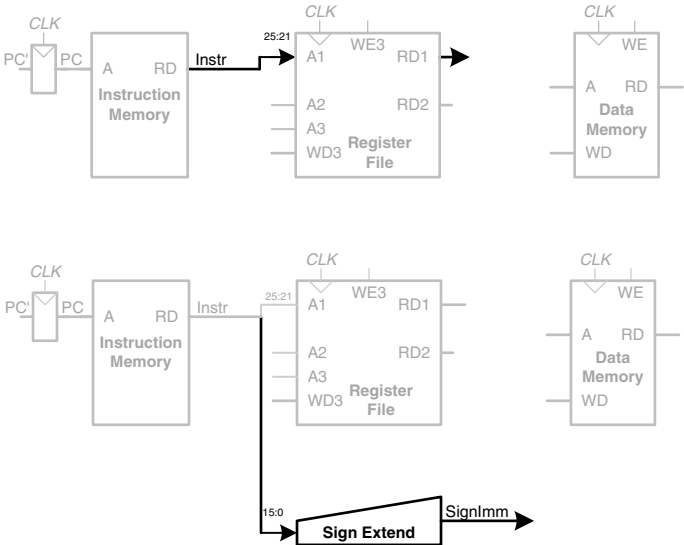 CLK CLK CLK
PC' PC A RD Instr 25:21 A1 WE3 RD1 WE
Instruction Memory
A2 RD2
A3
WD3 Register File
A RD
Data Memory
WD
CLK CLK CLK
PC' PC A RD Instr 25:21 A1 WE3 RD1 WE
Instruction Memory
A2 RD2
A3
WD3 Register File
A RD
Data Memory
WD
15:0 Sign Extend SignImm